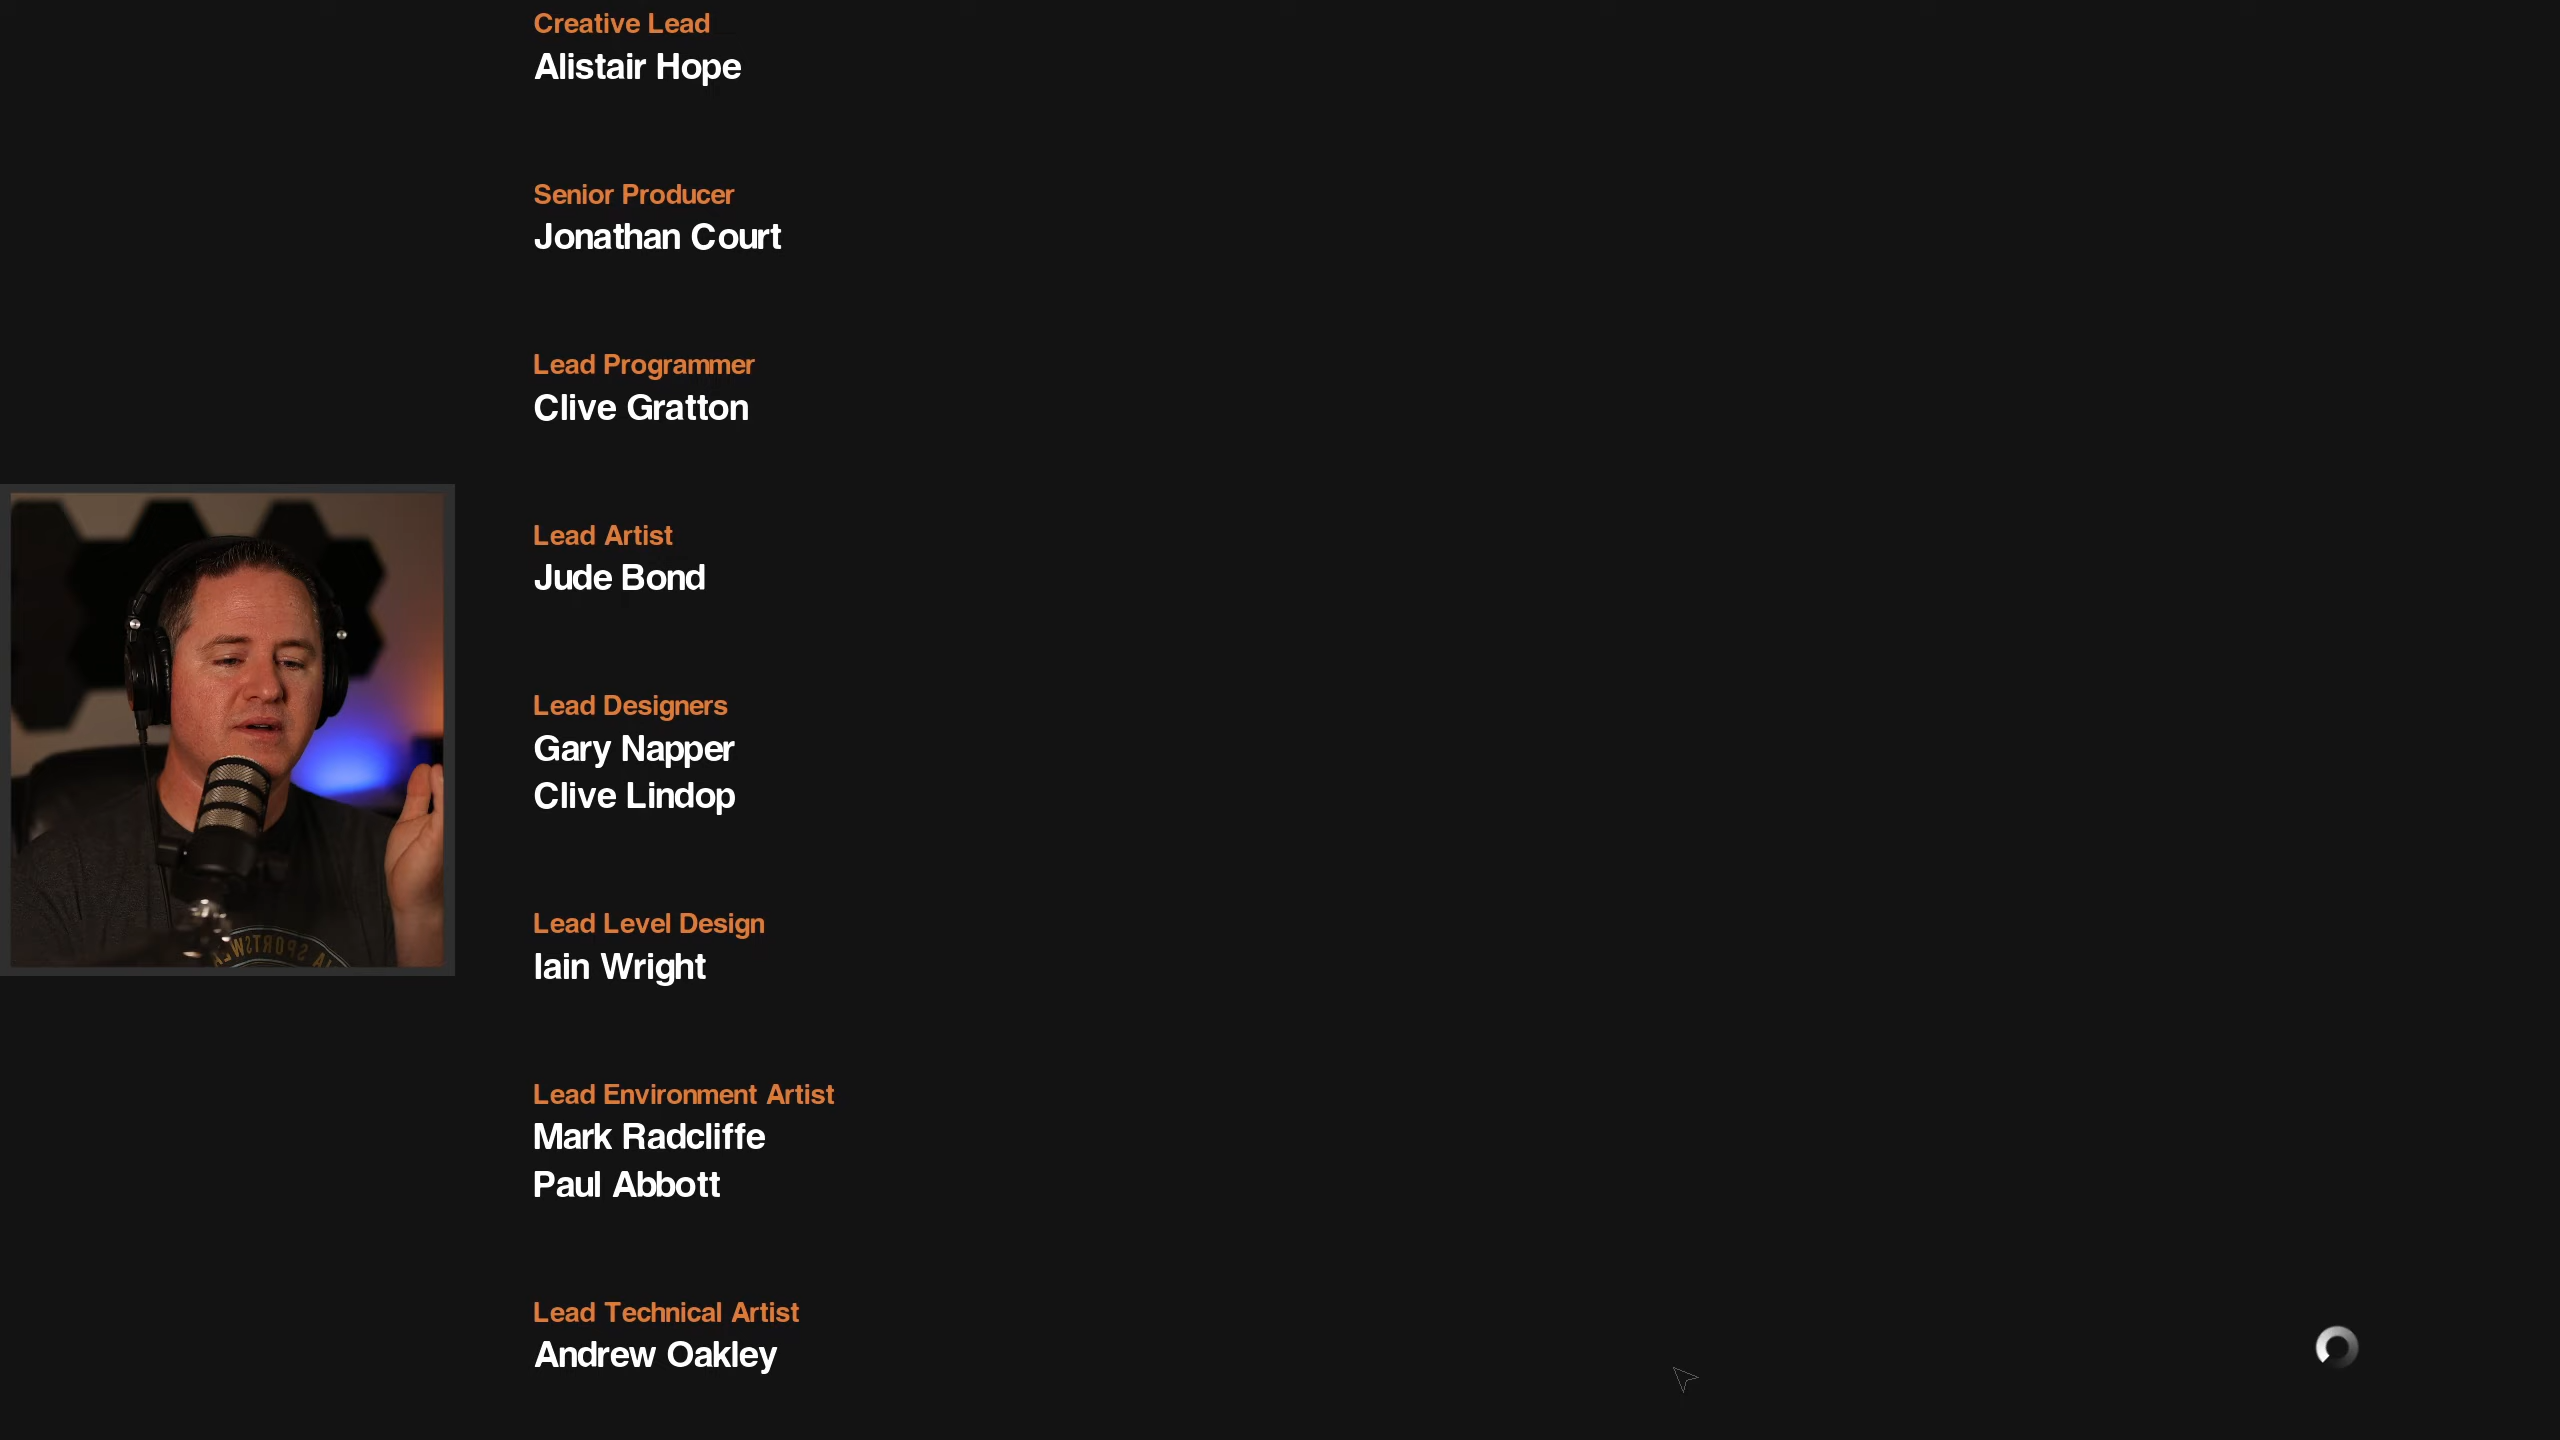 Creative Lead
Alistair Hope
Senior Producer
Jonathan Court
Lead Programmer
Clive Gratton
Lead Artist
Jude Bond
Lead Designers
Gary Napper
Clive Lindop
Lead Level Design
Iain Wright
Lead Environment Artist
Mark Radcliffe
Paul Abbott
Lead Technical Artist
Andrew Oakley